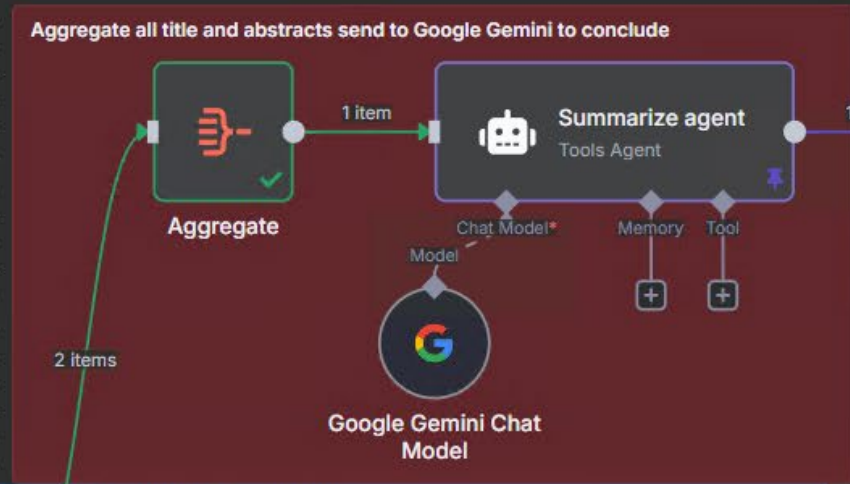 Aggregate all title and abstracts send to Google Gemini to conclude
1 item
Summarize agent
Tools Agent
1
Aggregate
Chat Model*
Memory
Tool
Model
2 items
Google Gemini Chat
Model